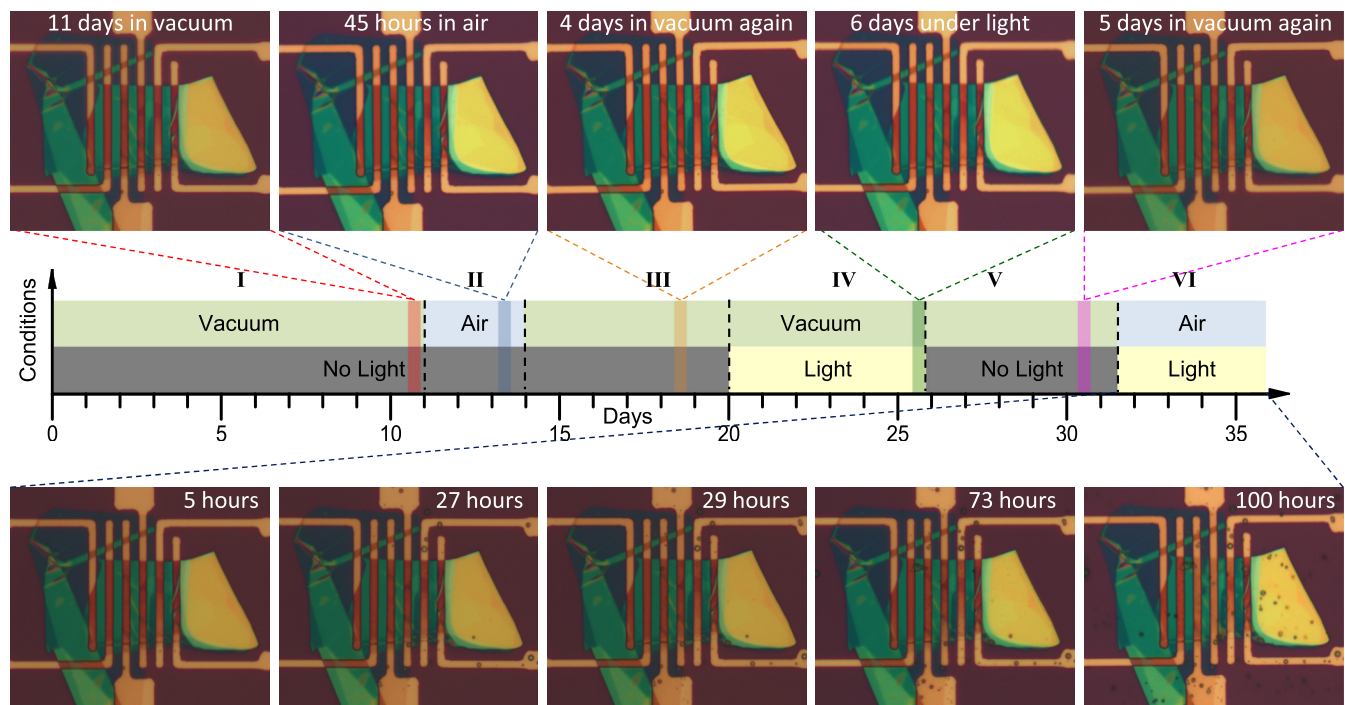 11 days in vacuum
45 hours in air
4 days in vacuum again
6 days under light
5 days in vacuum again
I
II
III
IV
V
VI
Conditions
Vacuum
Air
Vacuum
Air
No Light
Light
No Light
Light
Days
0
5
10
15
20
25
30
35
5 hours
27 hours
29 hours
73 hours
100 hours